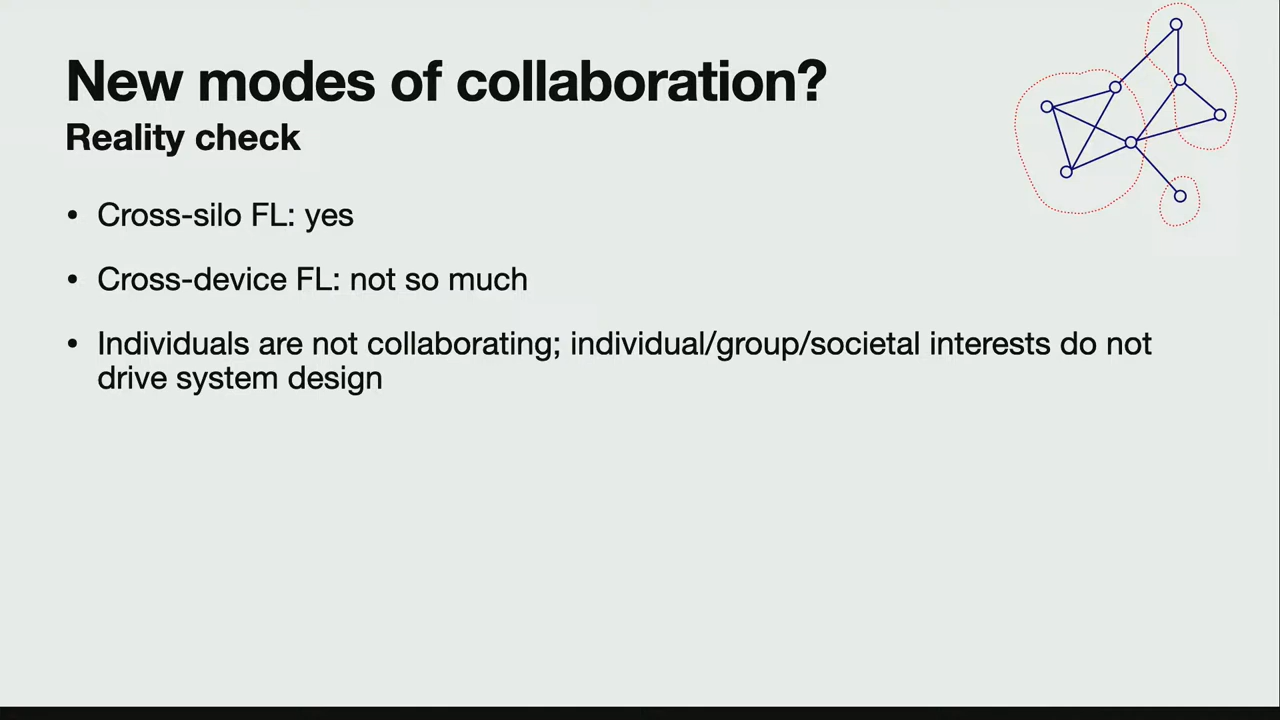 New modes of collaboration?
Reality check
• Cross-silo FL: yes
• Cross-device FL: not so much
• Individuals are not collaborating; individual/group/societal interests do not
drive system design